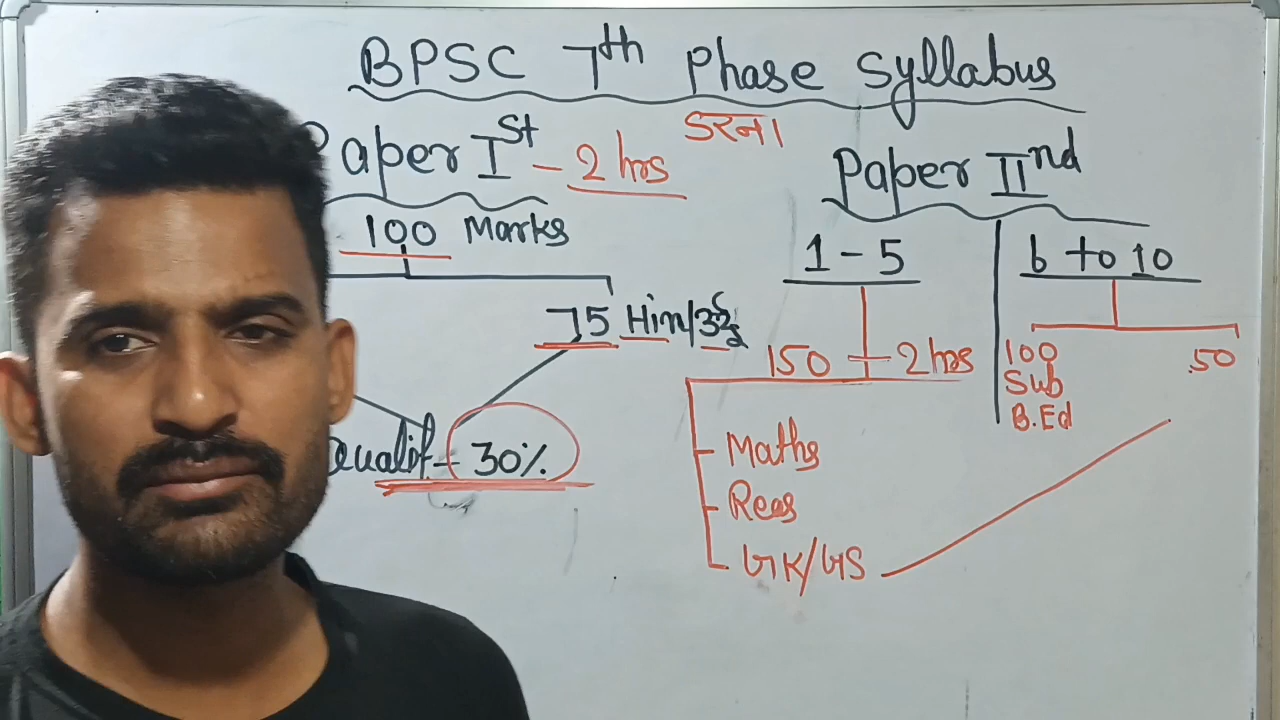 BPSC 7th Phase Syllabus
Paper Ist - 2 hrs
डरना
100 Marks
75 Hin/उर्दू
Qualif - 30%
Paper IInd
1 - 5
150 - 2 hrs
Maths
Reas
GK/GS
6 to 10
100
Sub
B.Ed
50